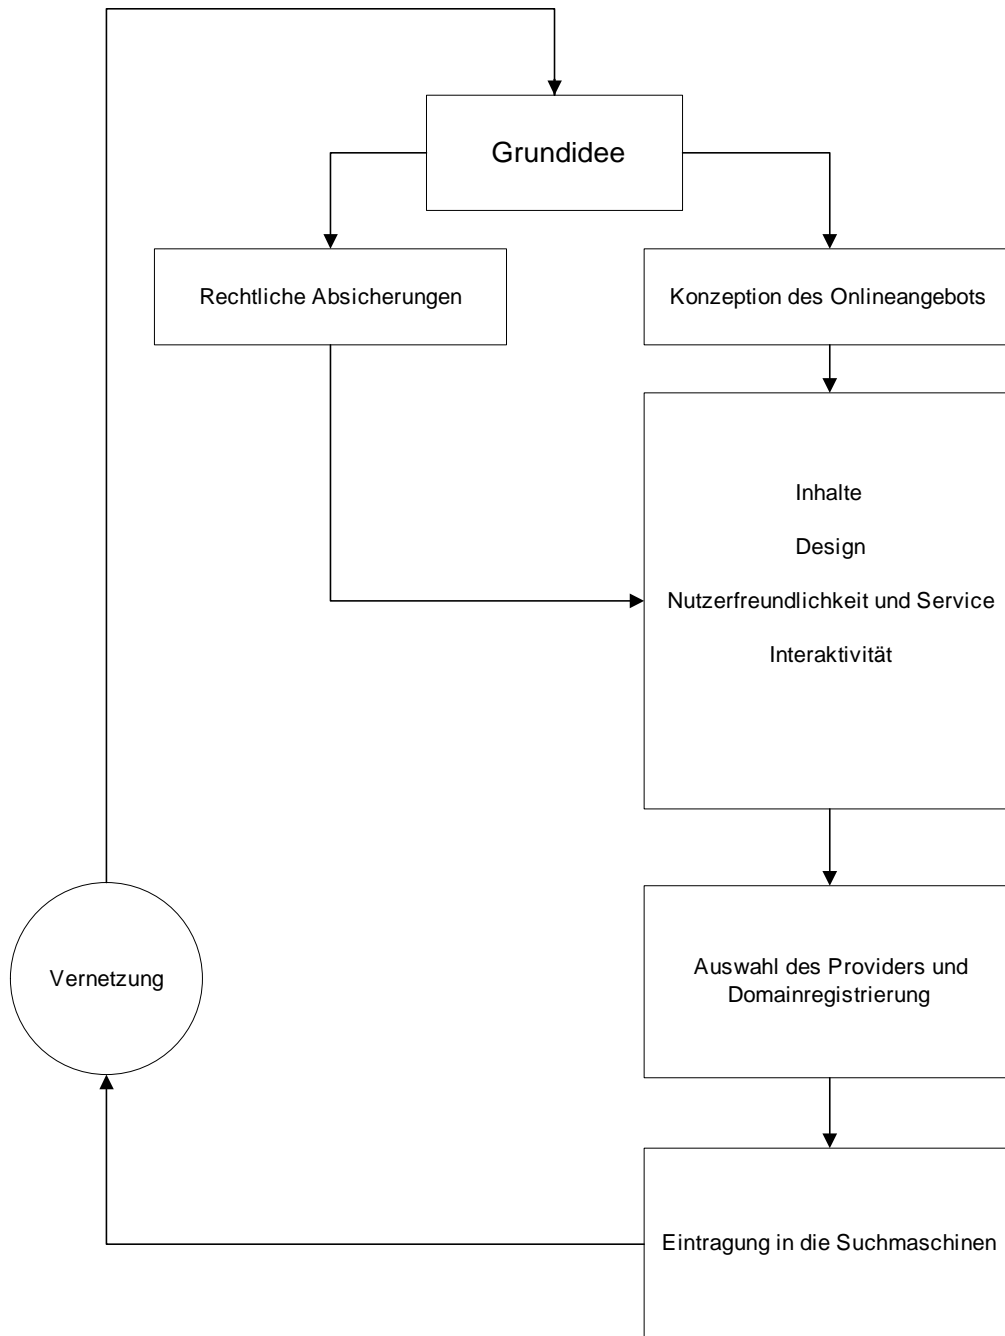 Grundidee
Rechtliche Absicherungen
Konzeption des Onlineangebots
Inhalte
Design
Nutzerfreundlichkeit und Service
Interaktivität
Vernetzung
Auswahl des Providers und
Domainregistrierung
Eintragung in die Suchmaschinen